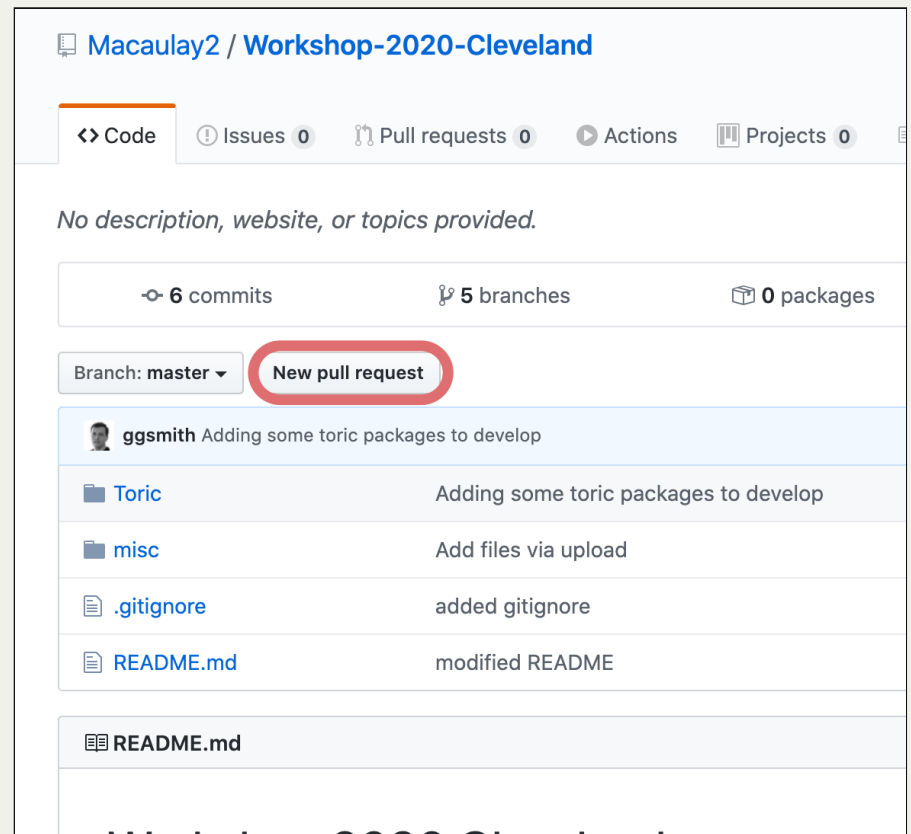 Macaulay2 / Workshop-2020-Cleveland
Code Issues 0 Pull requests 0 Actions Projects 0
No description, website, or topics provided.
6 commits 5 branches 0 packages
Branch: master New pull request
ggsmith Adding some toric packages to develop
Toric Adding some toric packages to develop
misc Add files via upload
.gitignore added gitignore
README.md modified README
README.md